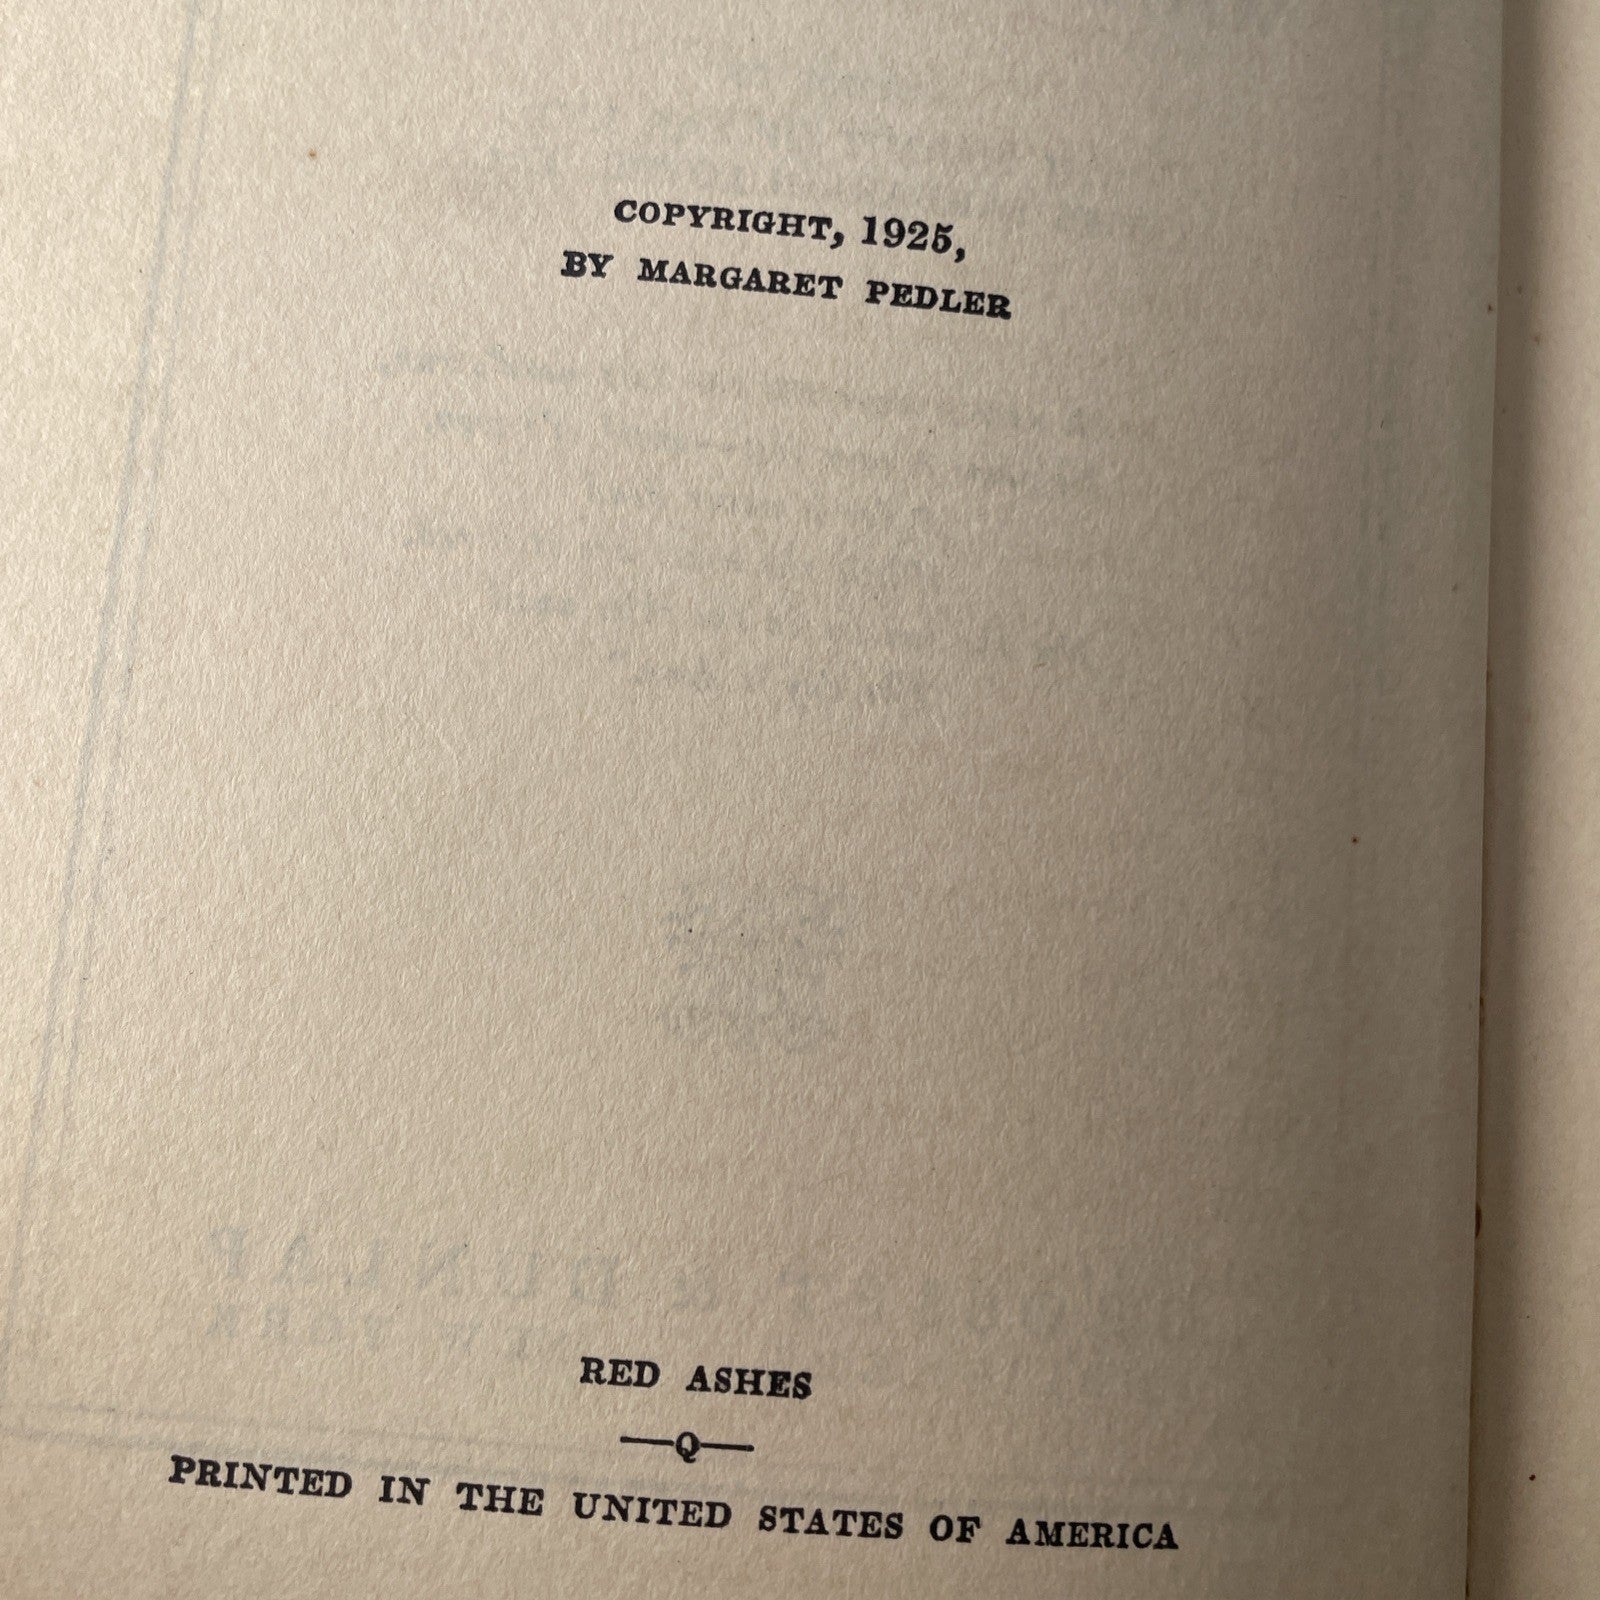 COPYRIGHT, 1925,
BY MARGARET PEDLER
RED ASHES
—Q—
PRINTED IN THE UNITED STATES OF AMERICA